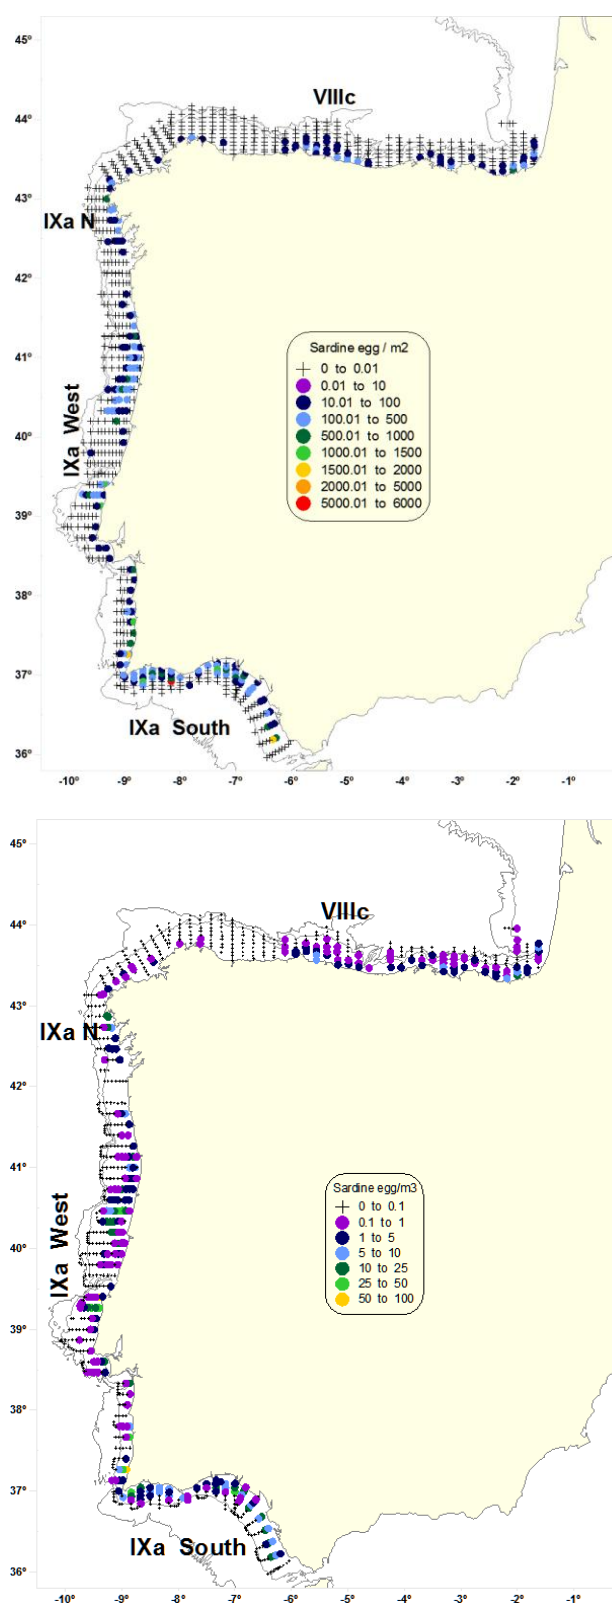 45°
44°
43°
42°
41°
40°
39°
38°
37°
36°
VIIIc
IXa N
IXa West
IXa South
Sardine egg / m2
0 to 0.01
0.01 to 10
10.01 to 100
100.01 to 500
500.01 to 1000
1000.01 to 1500
1500.01 to 2000
2000.01 to 5000
5000.01 to 6000
-10° -9° -8° -7° -6° -5° -4° -3° -2° -1°
45°
44°
43°
42°
41°
40°
39°
38°
37°
36°
VIIIc
IXa N
IXa West
IXa South
Sardine egg/m3
0 to 0.1
0.1 to 1
1 to 5
5 to 10
10 to 25
25 to 50
50 to 100
-10° -9° -8° -7° -6° -5° -4° -3° -2° -1°